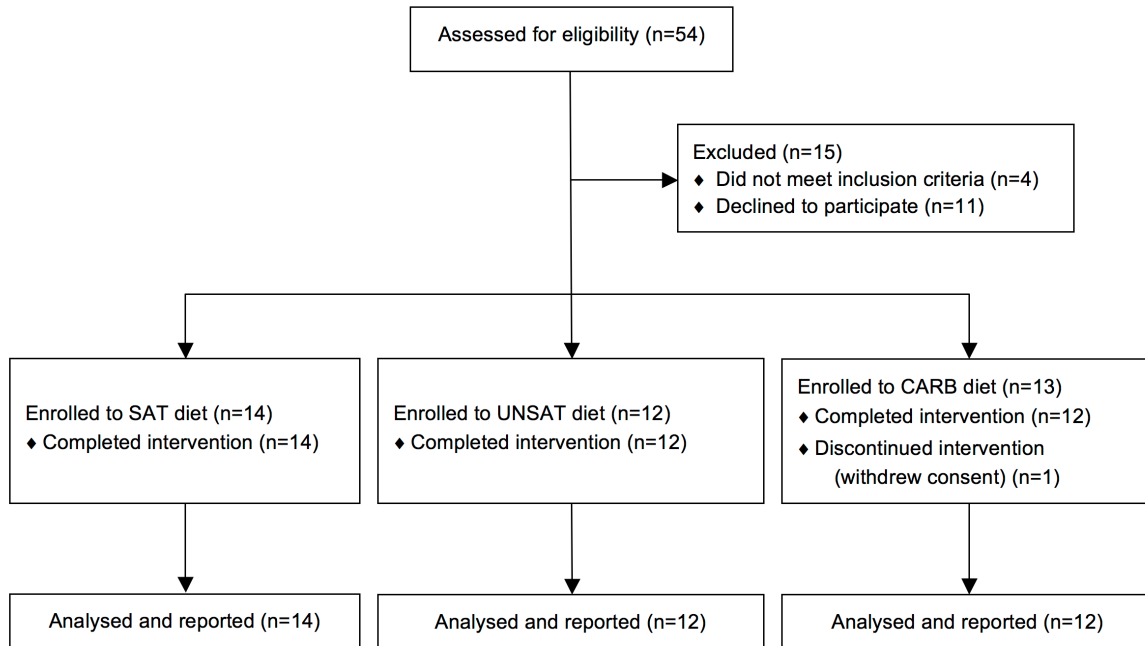 Assessed for eligibility (n=54)
Excluded (n=15)
♦ Did not meet inclusion criteria (n=4)
♦ Declined to participate (n=11)
Enrolled to SAT diet (n=14)
♦ Completed intervention (n=14)
Enrolled to UNSAT diet (n=12)
♦ Completed intervention (n=12)
Enrolled to CARB diet (n=13)
♦ Completed intervention (n=12)
♦ Discontinued intervention
(withdrew consent) (n=1)
Analysed and reported (n=14)
Analysed and reported (n=12)
Analysed and reported (n=12)